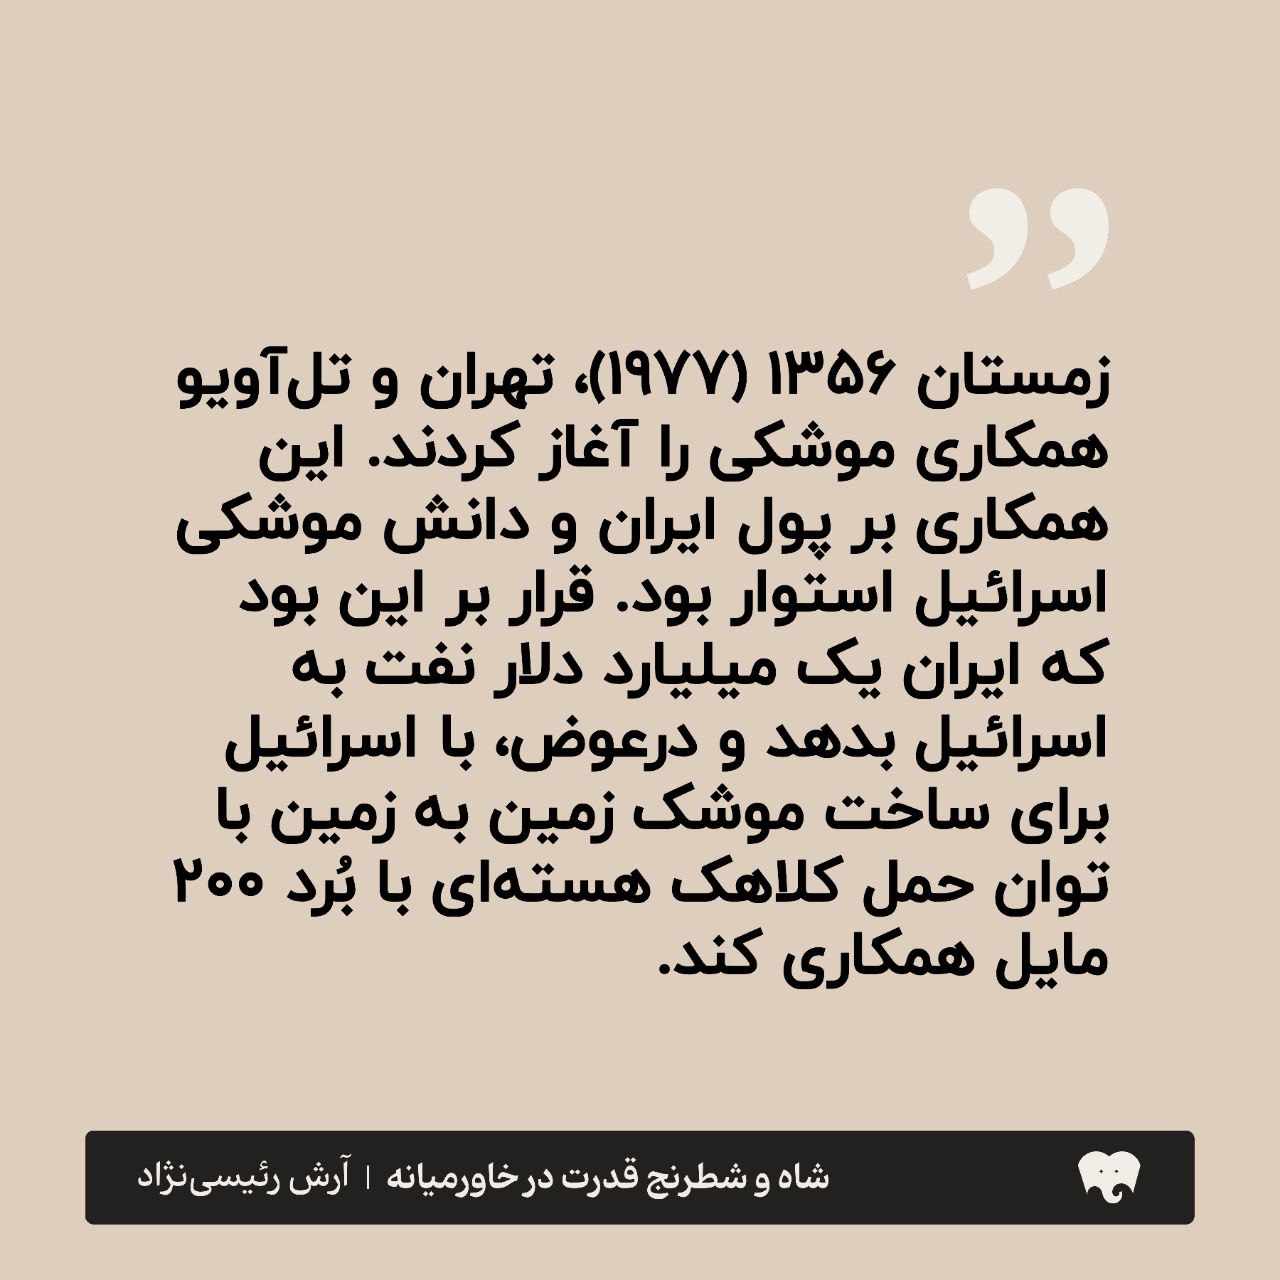 ”
زمستان ۱۳۵۶ (۱۹۷۷)، تهران و تل‌آویو
همکاری موشکی را آغاز کردند. این
همکاری بر پول ایران و دانش موشکی
اسرائیل استوار بود. قرار بر این بود
که ایران یک میلیارد دلار نفت به
اسرائیل بدهد و درعوض، با اسرائیل
برای ساخت موشک زمین به زمین با
توان حمل کلاهک هسته‌ای با بُرد ۲۰۰
مایل همکاری کند.
شاه و شطرنج قدرت در خاورمیانه | آرش رئیسی‌نژاد